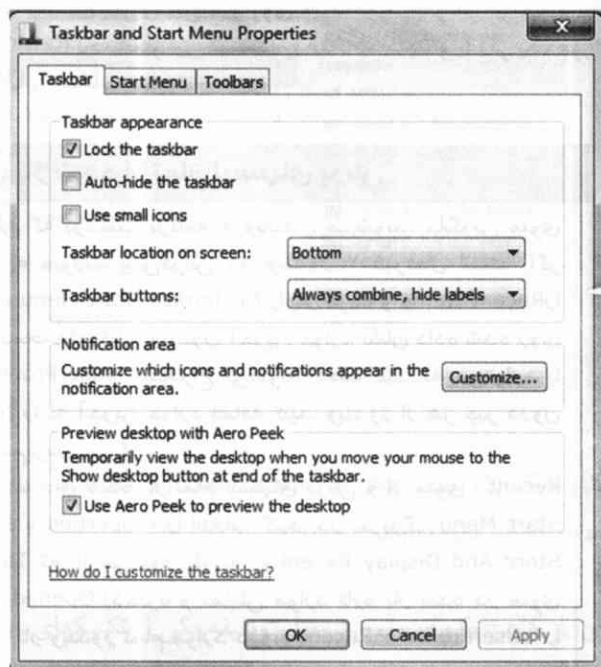 Taskbar and Start Menu Properties
Taskbar
Start Menu
Toolbars
Taskbar appearance
Lock the taskbar
Auto-hide the taskbar
Use small icons
Taskbar location on screen:
Bottom
Taskbar buttons:
Always combine, hide labels
Notification area
Customize which icons and notifications appear in the
notification area.
Customize...
Preview desktop with Aero Peek
Temporarily view the desktop when you move your mouse to the
Show desktop button at end of the taskbar.
Use Aero Peek to preview the desktop
How do I customize the taskbar?
OK
Cancel
Apply